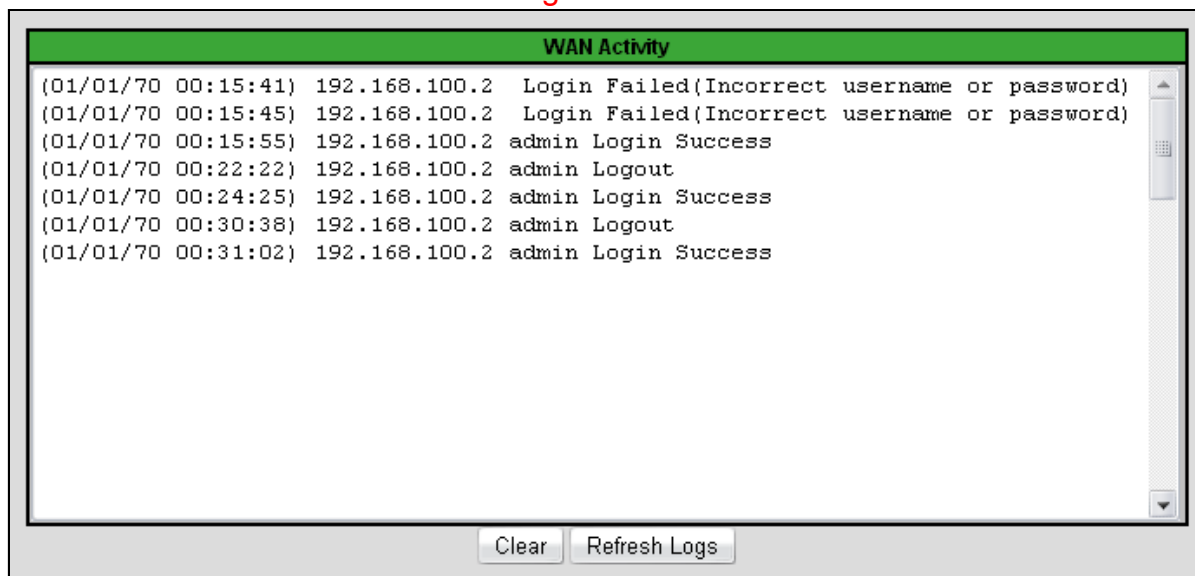 WAN Activity
(01/01/70 00:15:41) 192.168.100.2  Login Failed(Incorrect username or password)
(01/01/70 00:15:45) 192.168.100.2  Login Failed(Incorrect username or password)
(01/01/70 00:15:55) 192.168.100.2 admin Login Success
(01/01/70 00:22:22) 192.168.100.2 admin Logout
(01/01/70 00:24:25) 192.168.100.2 admin Login Success
(01/01/70 00:30:38) 192.168.100.2 admin Logout
(01/01/70 00:31:02) 192.168.100.2 admin Login Success
Clear Refresh Logs